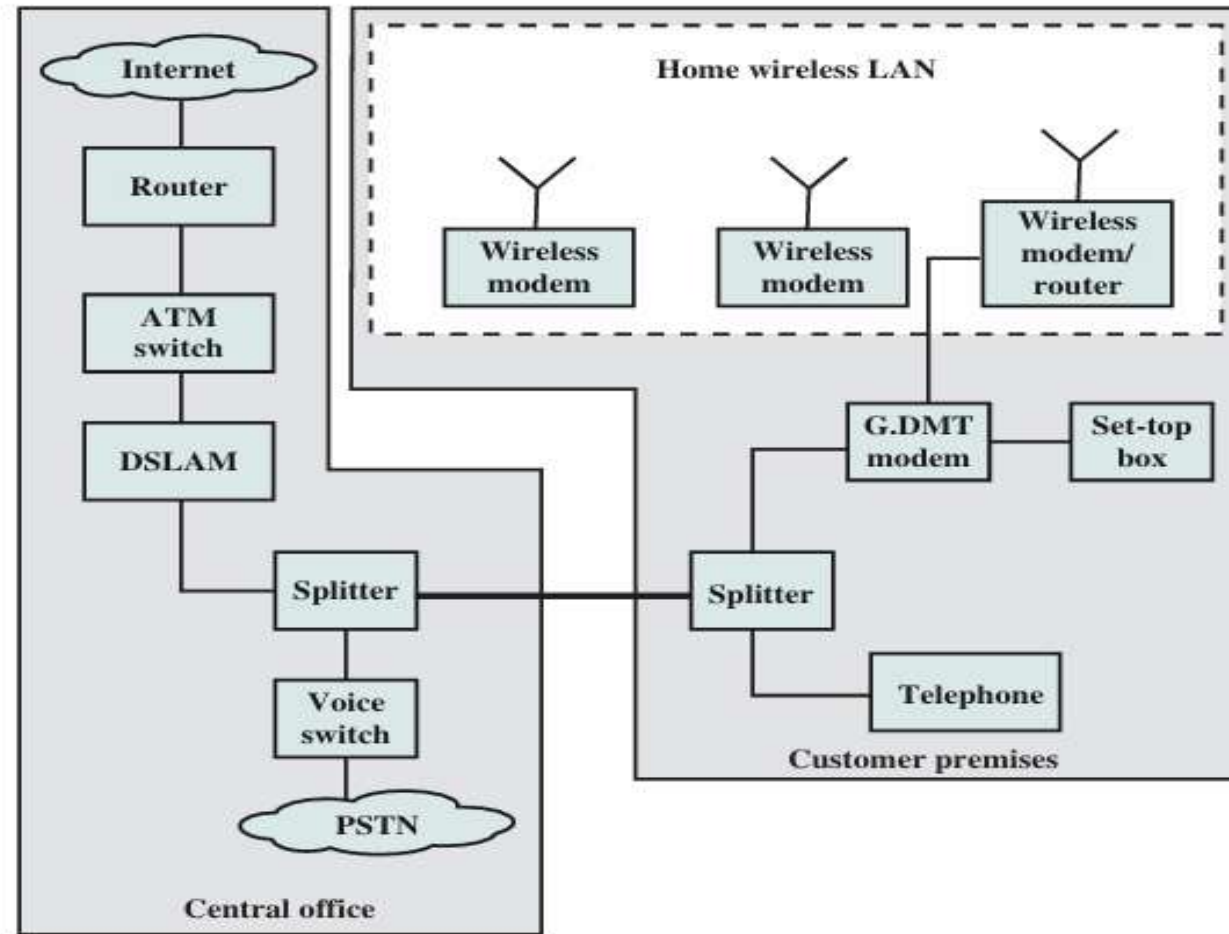 Internet
Router
ATM
switch
DSLAM
Splitter
Voice
switch
PSTN
Central office
Home wireless LAN
Wireless
modem
Wireless
modem
Wireless
modem/
router
G.DMT
modem
Set-top
box
Splitter
Telephone
Customer premises